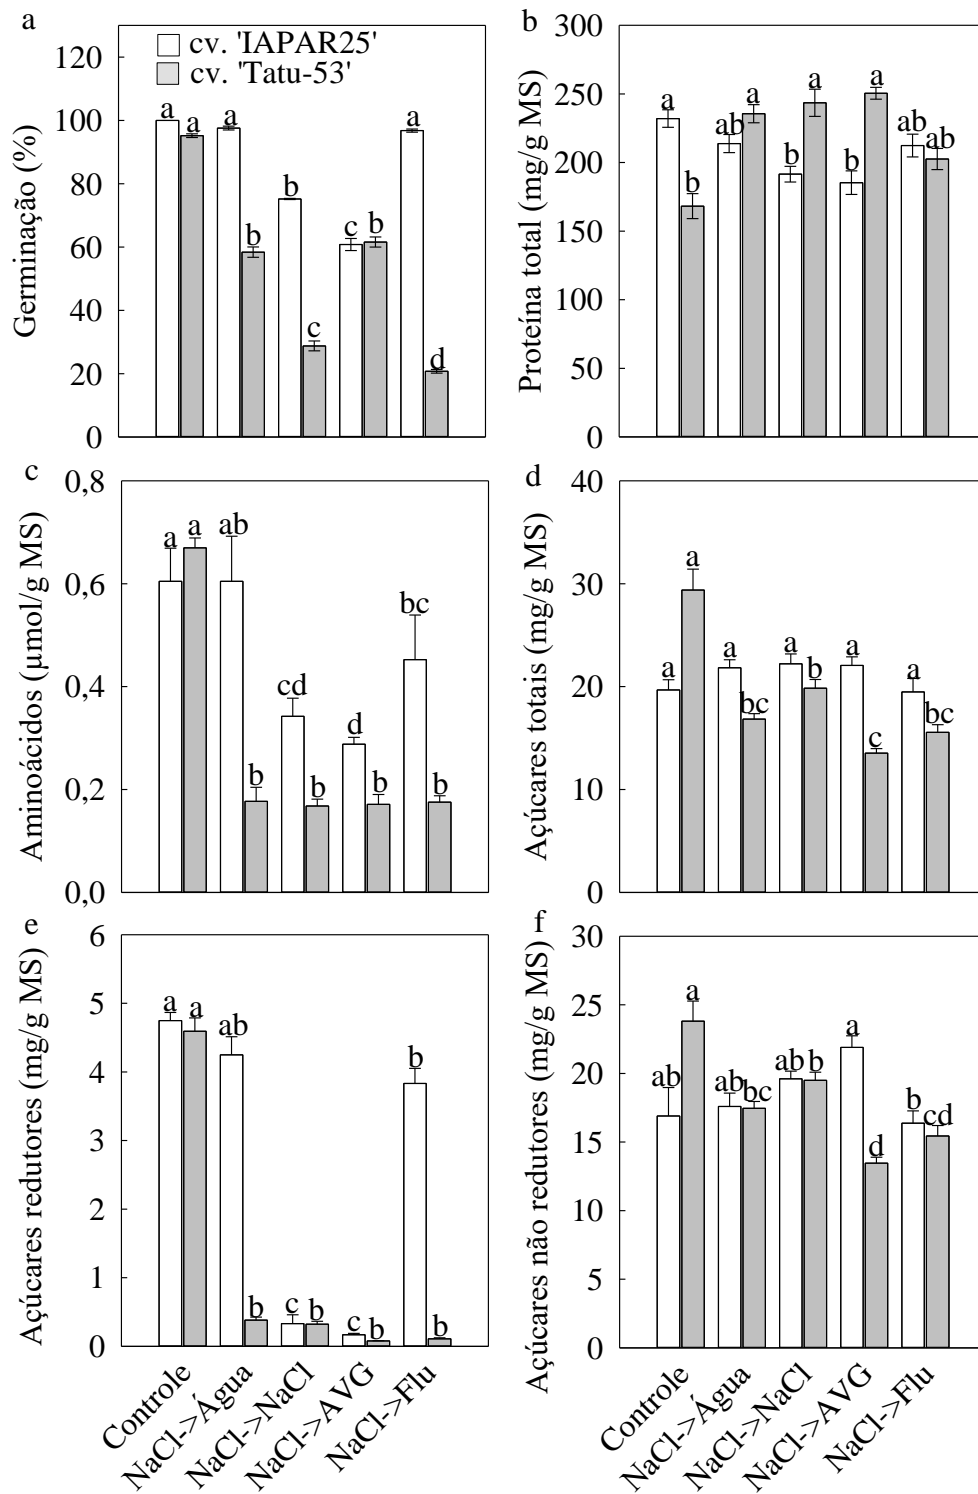 a
Germinação (%)
120
100
80
60
40
20
0
cv. 'IAPAR25'
cv. 'Tatu-53'
a a a b b c c b a d
b
Proteína total (mg/g MS)
300
250
200
150
100
50
0
a b ab a b a b a ab ab
c
Aminoácidos (µmol/g MS)
0,8
0,6
0,4
0,2
0,0
a a ab b cd b d b bc b
d
Açúcares totais (mg/g MS)
40
30
20
10
0
a a a bc a b a c a bc
e
Açúcares redutores (mg/g MS)
6
5
4
3
2
1
0
a a ab b c b c b b b
Controle
NaCl->Água
NaCl->NaCl
NaCl->AVG
NaCl->Flu
f
Açúcares não redutores (mg/g MS)
30
25
20
15
10
5
0
ab a ab bc ab b a d b cd
Controle
NaCl->Água
NaCl->NaCl
NaCl->AVG
NaCl->Flu